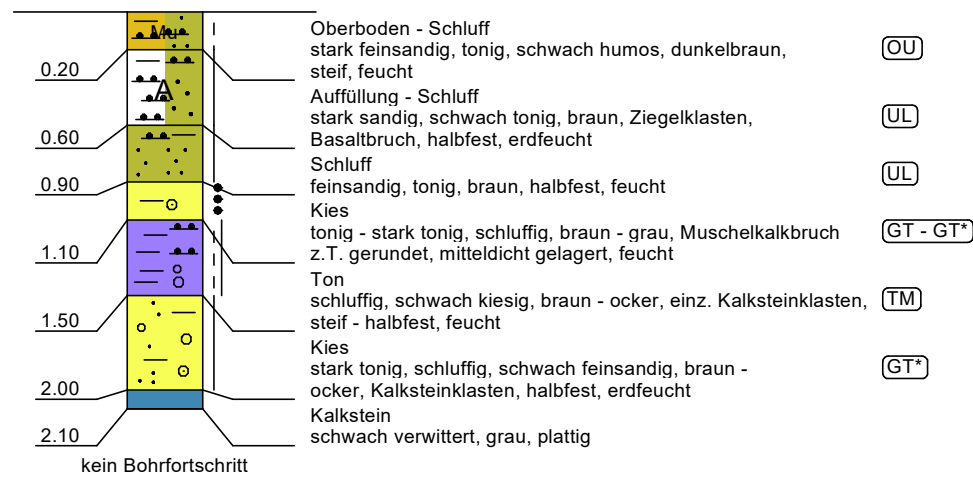 Oberboden - Schluff
Mu
stark feinsandig, tonig, schwach humos, dunkelbraun,
OU
0.20
steif, feucht
A
Auffüllung - Schluff
stark sandig, schwach tonig, braun, Ziegelklasten,
UL
0.60
Basaltbruch, halbfest, erdfeucht
Schluff
UL
0.90
feinsandig, tonig, braun, halbfest, feucht
Kies
tonig - stark tonig, schluffig, braun - grau, Muschelkalkbruch
GT - GT*
1.10
z.T. gerundet, mitteldicht gelagert, feucht
Ton
schluffig, schwach kiesig, braun - ocker, einz. Kalksteinklasten,
TM
1.50
steif - halbfest, feucht
Kies
stark tonig, schluffig, schwach feinsandig, braun -
GT*
2.00
ocker, Kalksteinklasten, halbfest, erdfeucht
Kalkstein
2.10
schwach verwittert, grau, plattig
kein Bohrfortschritt